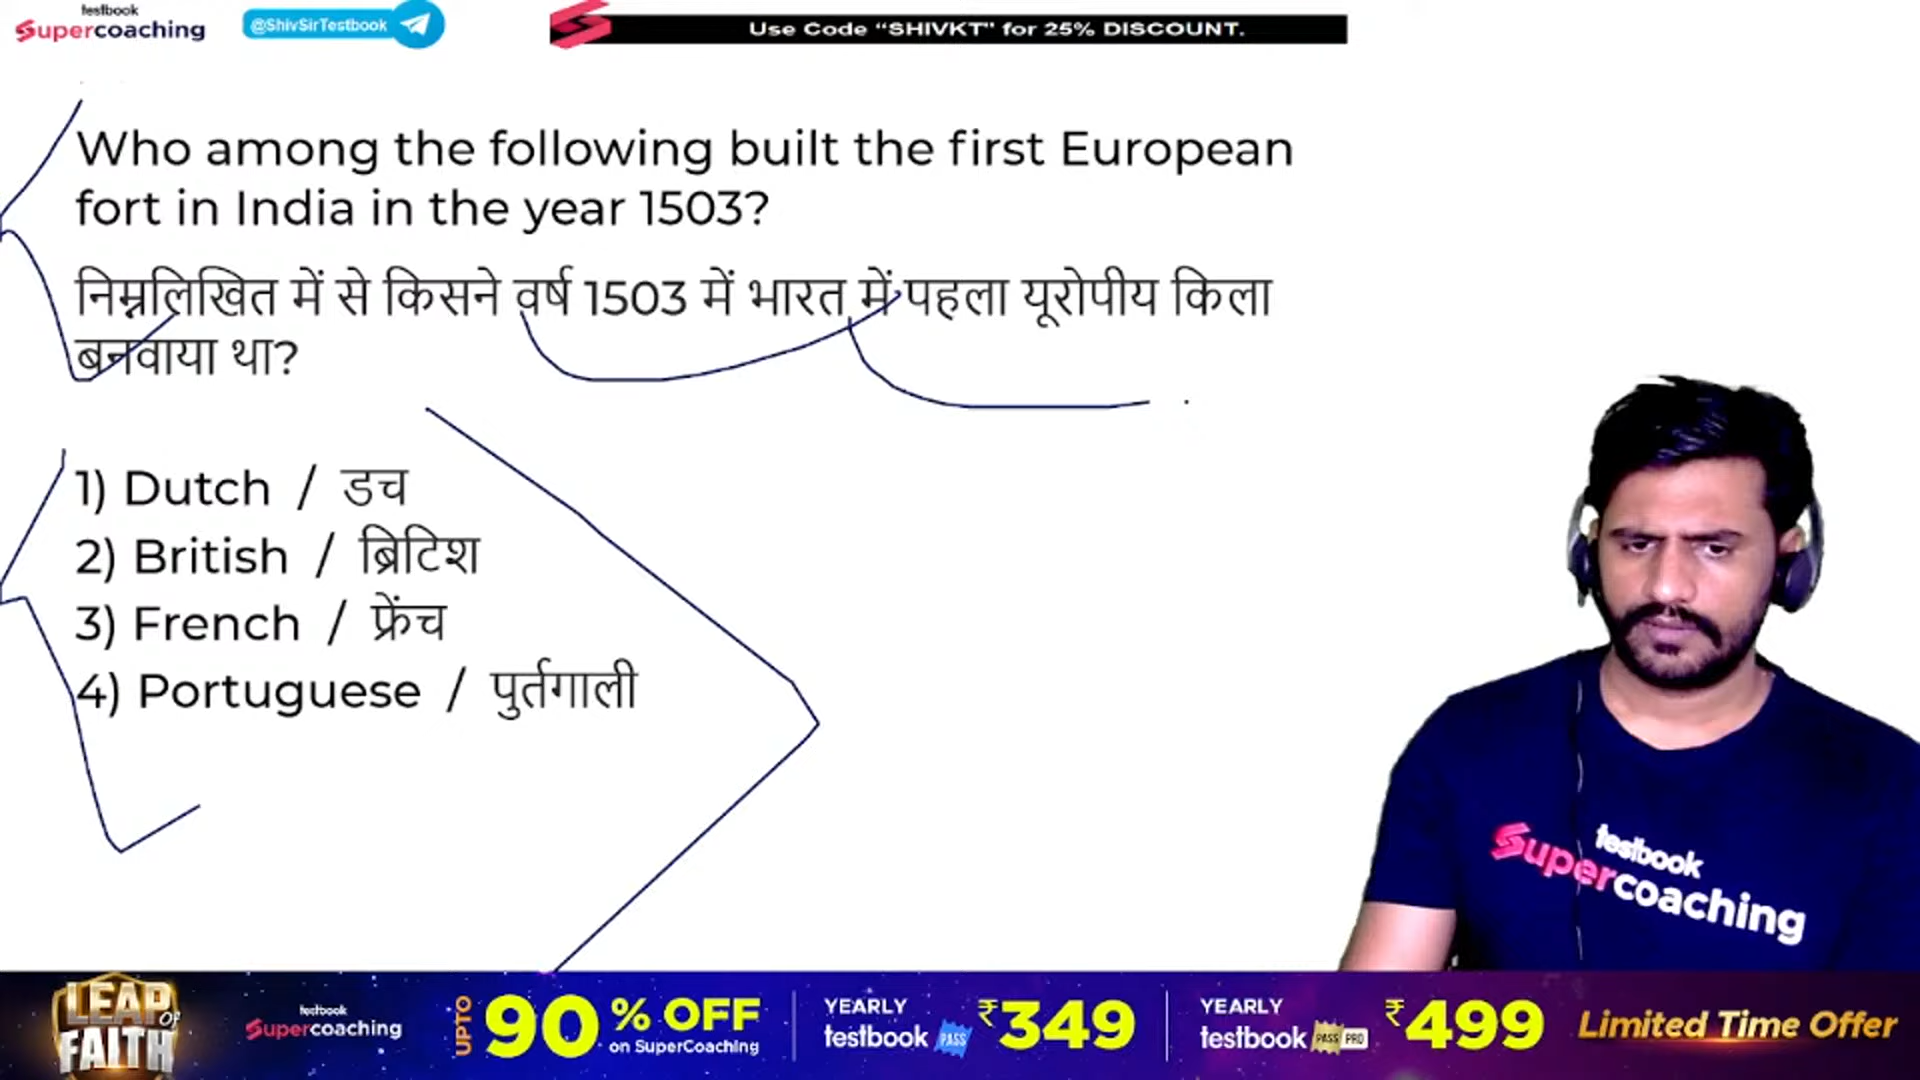 testbook
Supercoaching
@ShivSirTestbook
Use Code “SHIVKT" for 25% DISCOUNT.
Who among the following built the first European
fort in India in the year 1503?
निम्नलिखित में से किसने वर्ष 1503 में भारत में पहला यूरोपीय किला
बनवाया था?
1) Dutch / डच
2) British / ब्रिटिश
3) French / फ्रेंच
4) Portuguese / पुर्तगाली
testbook
Supercoaching
LEAP OF FAITH
testbook
Supercoaching
UPTO 90% OFF
on SuperCoaching
YEARLY
testbook PASS ₹349
YEARLY
testbook PASS PRO ₹499
Limited Time Offer